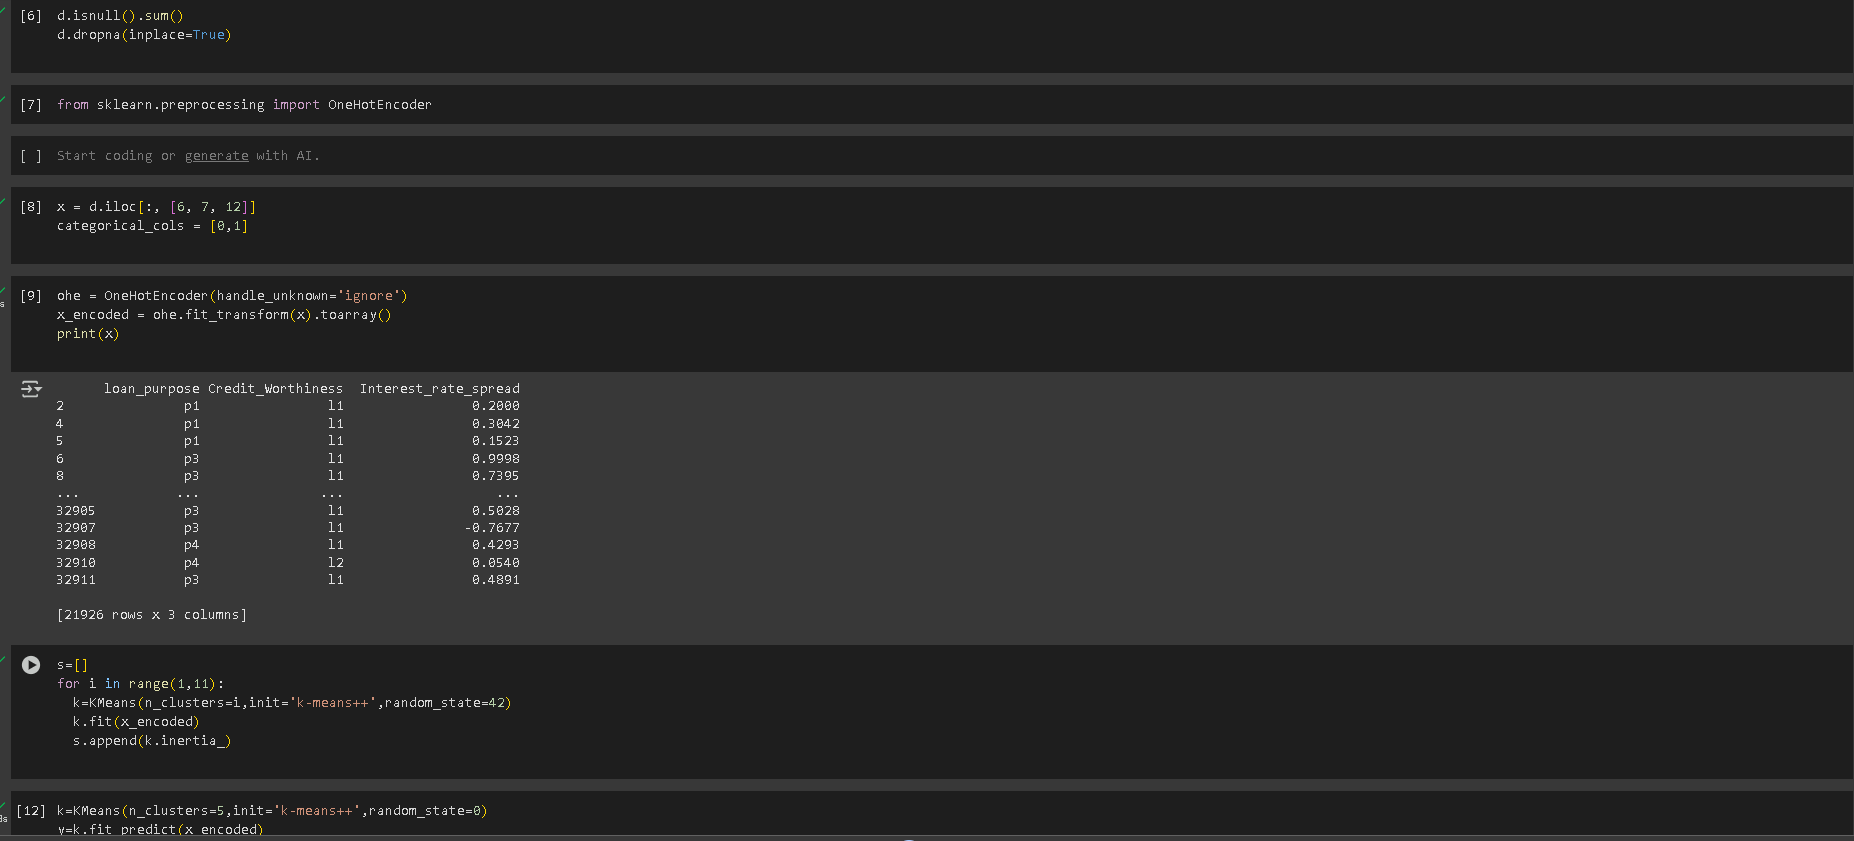 [6] d.isnull().sum()
d.dropna(inplace=True)
[7] from sklearn.preprocessing import OneHotEncoder
[ ] Start coding or generate with AI.
[8] x = d.iloc[:, [6, 7, 12]]
categorical_cols = [0,1]
[9] ohe = OneHotEncoder(handle_unknown='ignore')
s
x_encoded = ohe.fit_transform(x).toarray()
print(x)
loan_purpose Credit_Worthiness Interest_rate_spread
2 p1 l1 0.2000
4 p1 l1 0.3042
5 p1 l1 0.1523
6 p3 l1 0.9998
8 p3 l1 0.7395
... ... ... ...
32905 p3 l1 0.5028
32907 p3 l1 -0.7677
32908 p4 l1 0.4293
32910 p4 l2 0.0540
32911 p3 l1 0.4891
[21926 rows x 3 columns]
s=[]
for i in range(1,11):
k=KMeans(n_clusters=i,init='k-means++',random_state=42)
k.fit(x_encoded)
s.append(k.inertia_)
[12] k=KMeans(n_clusters=5,init='k-means++',random_state=0)
y=k.fit_predict(x_encoded)